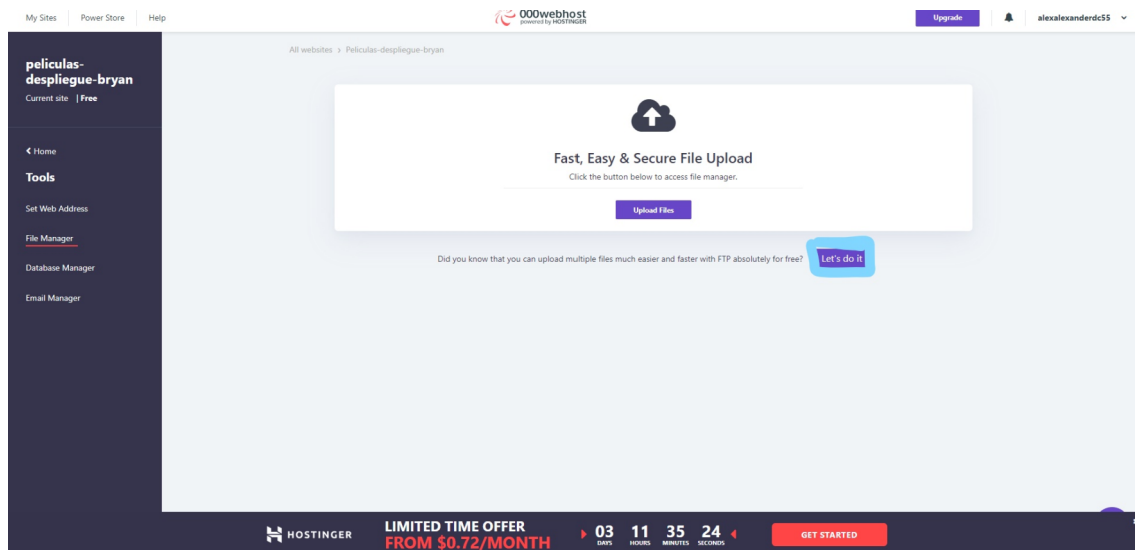 My Sites Power Store Help
000webhost
powered by HOSTINGER
Upgrade
alexalexanderdc55
peliculas-
despliegue-bryan
Current site | Free
Home
Tools
Set Web Address
File Manager
Database Manager
Email Manager
All websites > Peliculas-despliegue-bryan
Fast, Easy & Secure File Upload
Click the button below to access file manager.
Upload Files
Did you know that you can upload multiple files much easier and faster with FTP absolutely for free? Let's do it
HOSTINGER
LIMITED TIME OFFER
FROM $0.72/MONTH
03 11 35 24
DAYS HOURS MINUTES SECONDS
GET STARTED